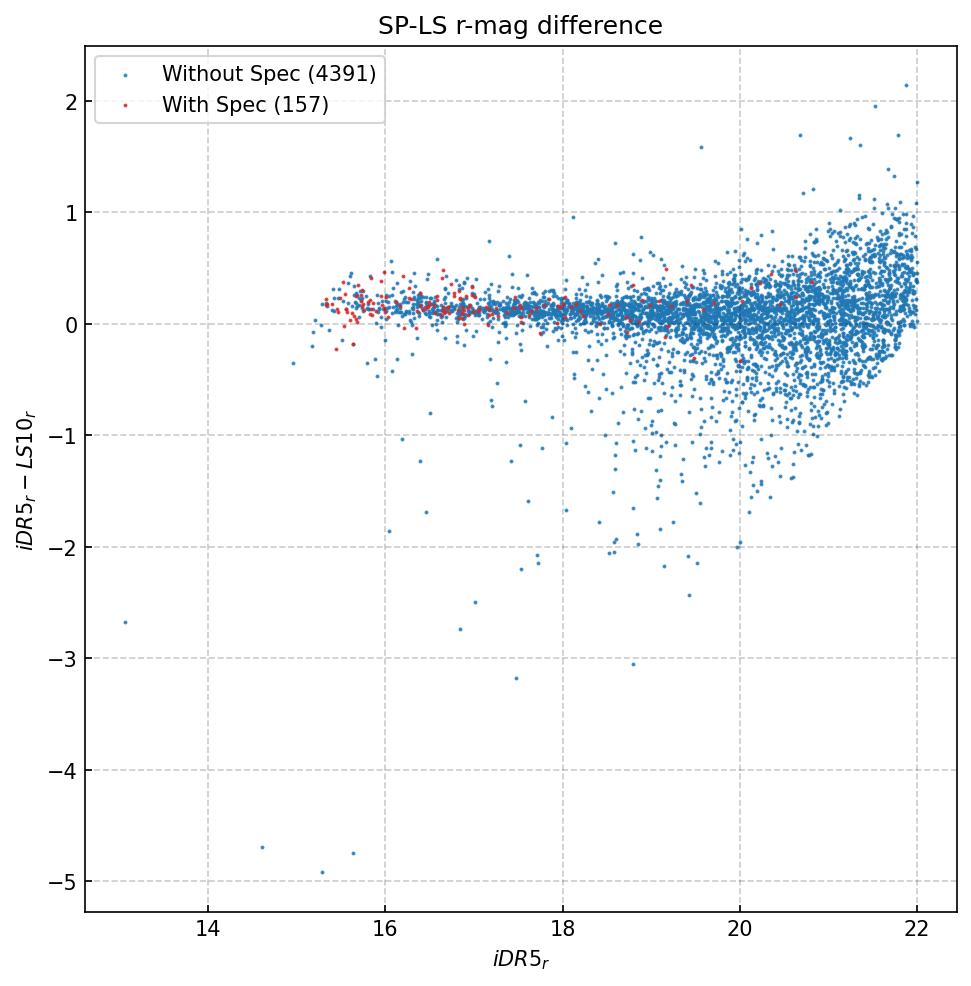 SP-LS r-mag difference
Without Spec (4391)
With Spec (157)
2
1
0
−1
−2
−3
−4
−5
iDR5r − LS10r
14 16 18 20 22
iDR5r